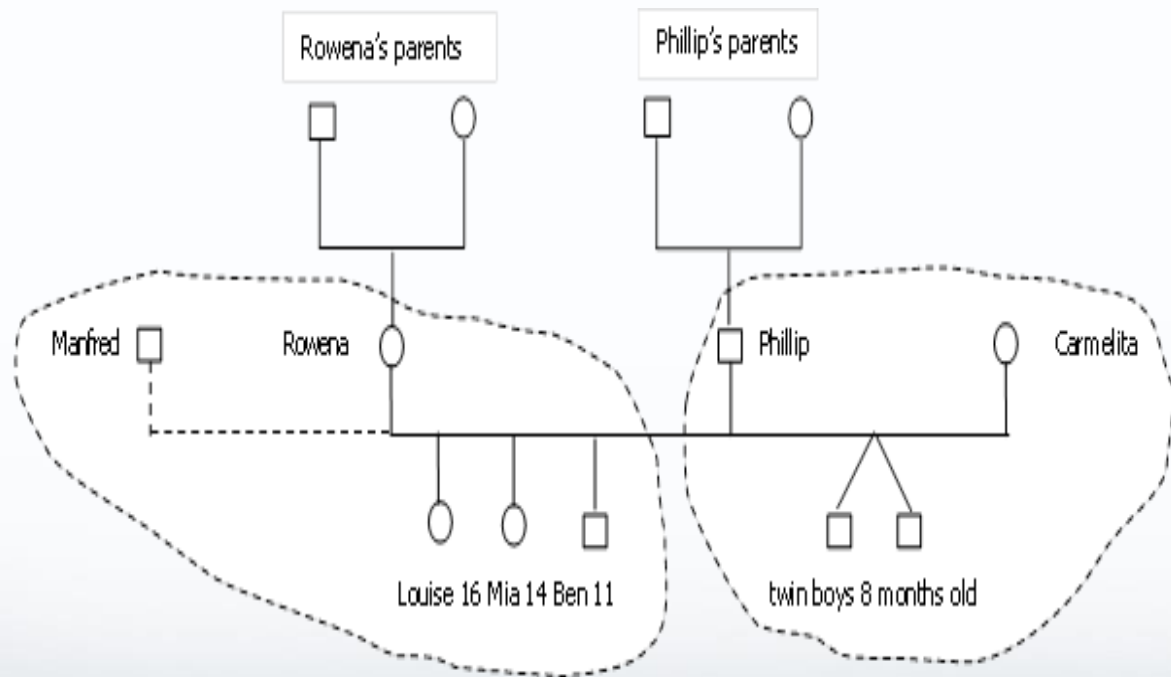 Rowena's parents
Phillip's parents
Manfred
Rowena
Phillip
Carmelita
Louise 16 Mia 14 Ben 11
twin boys 8 months old